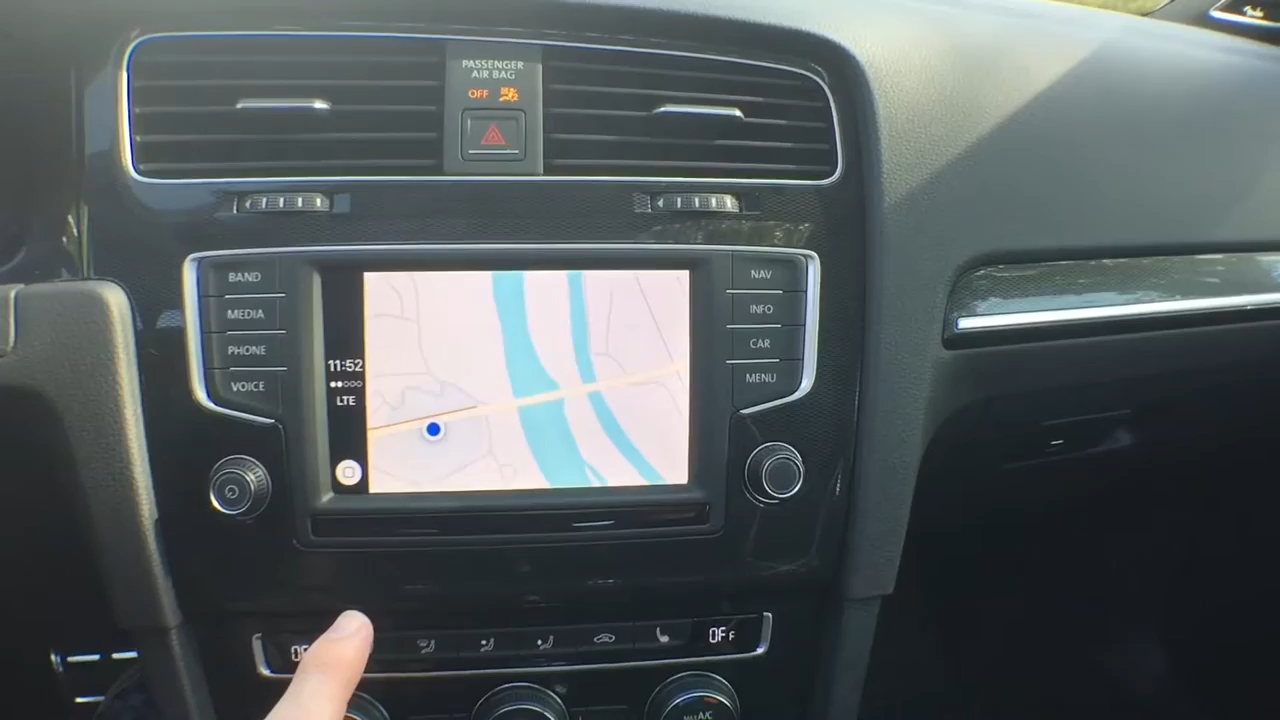 PASSENGER
AIR BAG
OFF
BAND
MEDIA
PHONE
VOICE
11:52
LTE
NAV
INFO
CAR
MENU
OFF
A/C